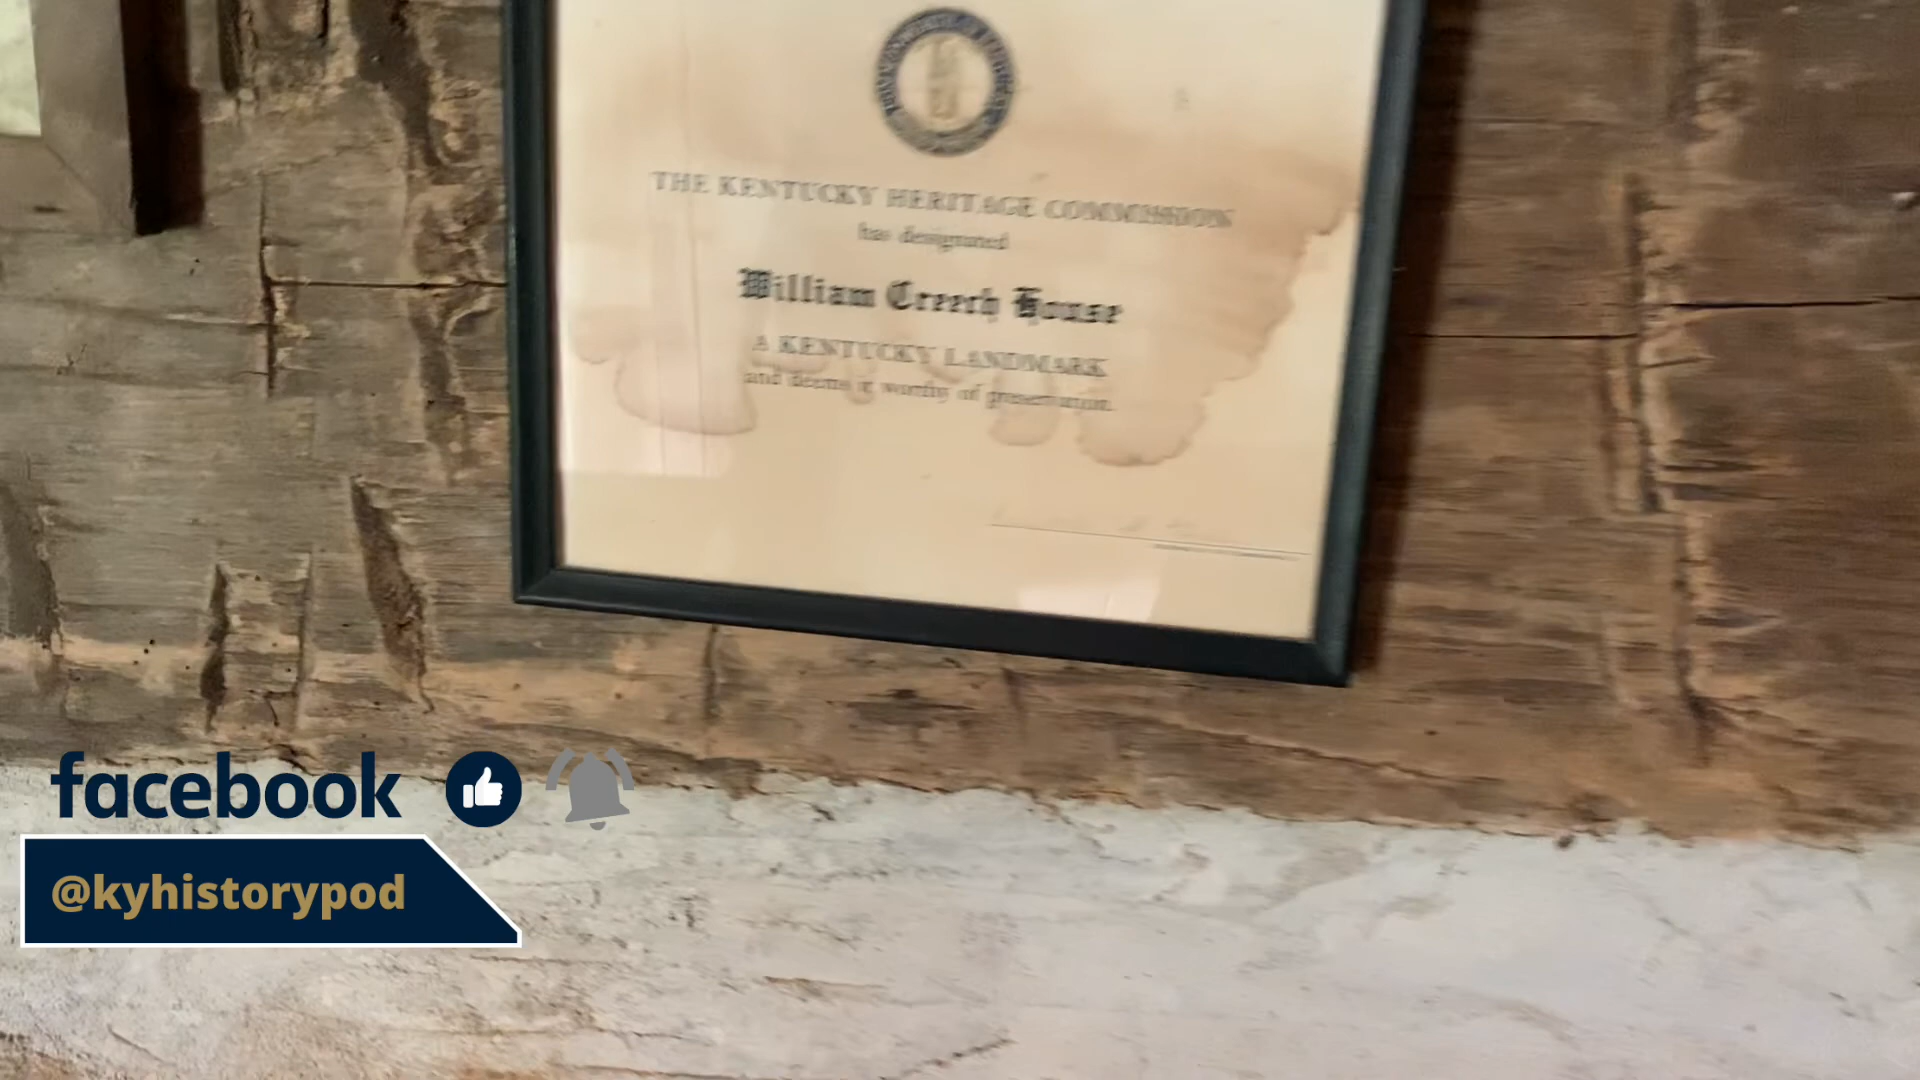 THE KENTUCKY HERITAGE COMMISSION
has designated
William Creech House
A KENTUCKY LANDMARK
and deems it worthy of preservation.
facebook
@kyhistorypod